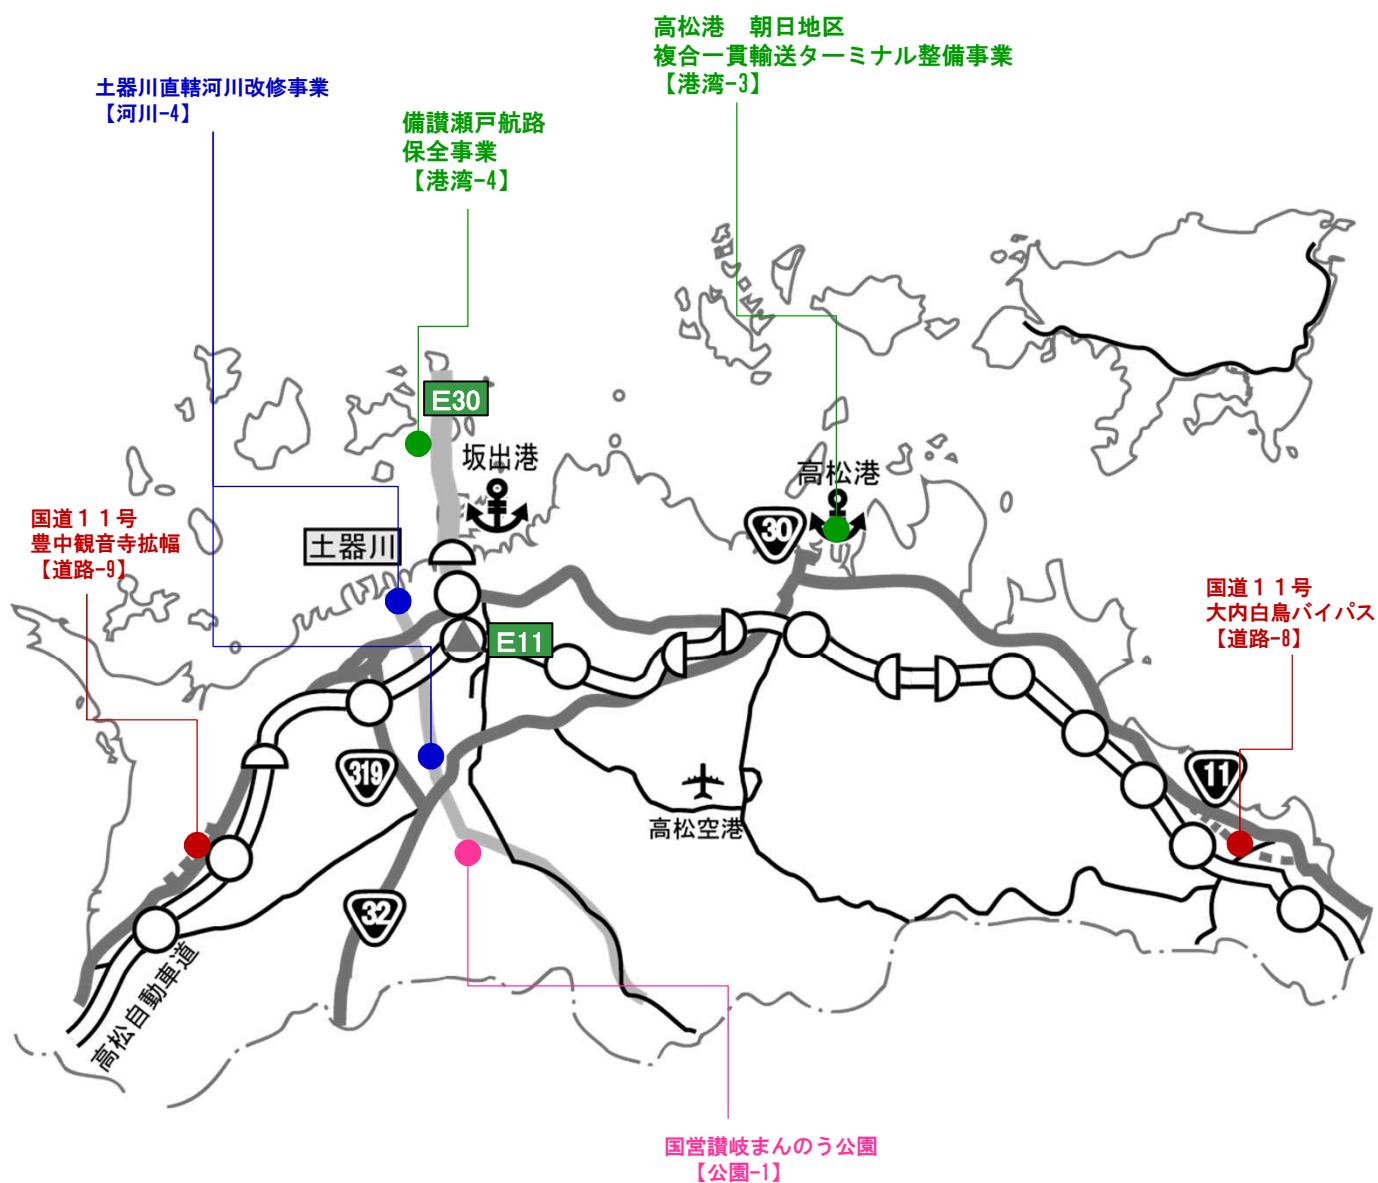 高松港　朝日地区
複合一貫輸送ターミナル整備事業
【港湾-3】
土器川直轄河川改修事業
【河川-4】
備讃瀬戸航路
保全事業
【港湾-4】
E30
坂出港
高松港
30
国道１１号
豊中観音寺拡幅
【道路-9】
土器川
国道１１号
大内白鳥バイパス
【道路-8】
E11
319
11
高松空港
32
高松自動車道
国営讃岐まんのう公園
【公園-1】